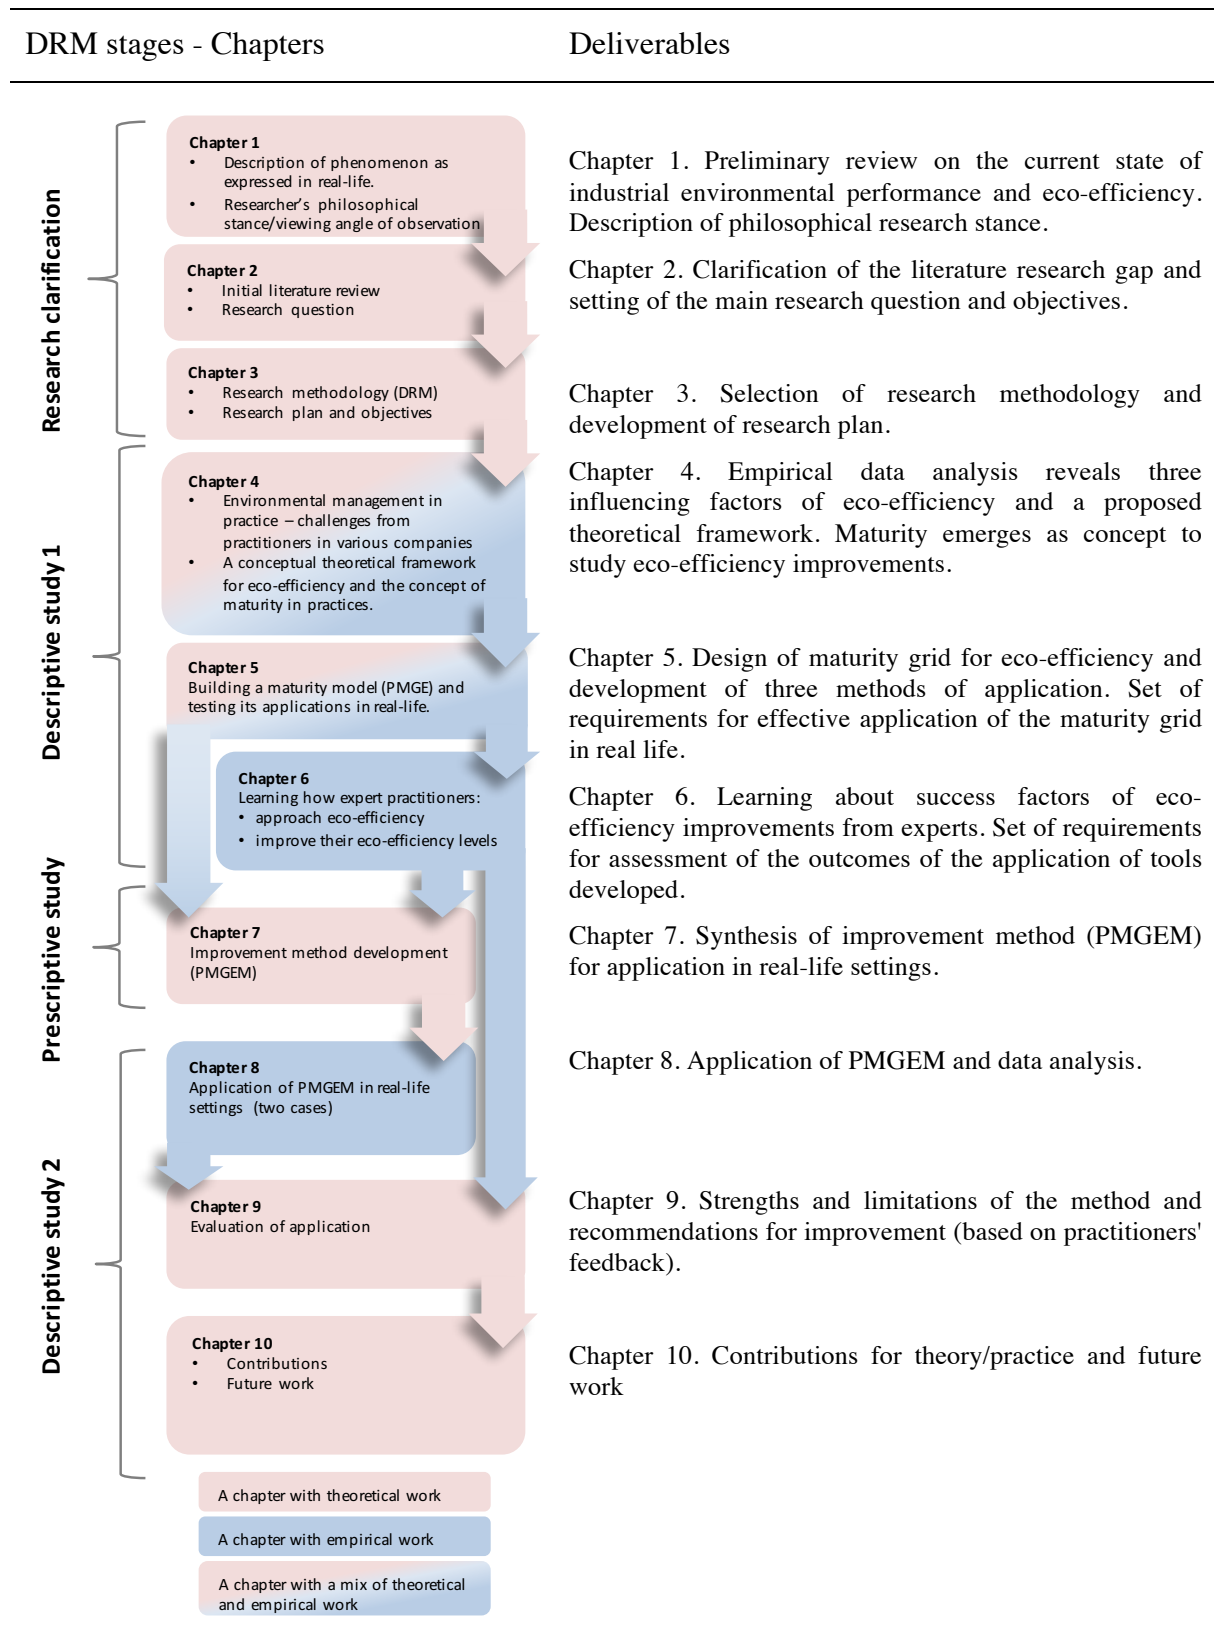 DRM stages - Chapters
Deliverables
Research clarification
Chapter 1
• Description of phenomenon as
expressed in real-life.
• Researcher's philosophical
stance/viewing angle of observation
Chapter 2
• Initial literature review
• Research question
Chapter 3
• Research methodology (DRM)
• Research plan and objectives
Descriptive study 1
Chapter 4
• Environmental management in
practice – challenges from
practitioners in various companies
• A conceptual theoretical framework
for eco-efficiency and the concept of
maturity in practices.
Chapter 5
Building a maturity model (PMGE) and
testing its applications in real-life.
Chapter 6
Learning how expert practitioners:
• approach eco-efficiency
• improve their eco-efficiency levels
Prescriptive study
Chapter 7
Improvement method development
(PMGEM)
Descriptive study 2
Chapter 8
Application of PMGEM in real-life
settings (two cases)
Chapter 9
Evaluation of application
Chapter 10
• Contributions
• Future work
A chapter with theoretical work
A chapter with empirical work
A chapter with a mix of theoretical
and empirical work
Chapter 1. Preliminary review on the current state of
industrial environmental performance and eco-efficiency.
Description of philosophical research stance.
Chapter 2. Clarification of the literature research gap and
setting of the main research question and objectives.
Chapter 3. Selection of research methodology and
development of research plan.
Chapter 4. Empirical data analysis reveals three
influencing factors of eco-efficiency and a proposed
theoretical framework. Maturity emerges as concept to
study eco-efficiency improvements.
Chapter 5. Design of maturity grid for eco-efficiency and
development of three methods of application. Set of
requirements for effective application of the maturity grid
in real life.
Chapter 6. Learning about success factors of eco-
efficiency improvements from experts. Set of requirements
for assessment of the outcomes of the application of tools
developed.
Chapter 7. Synthesis of improvement method (PMGEM)
for application in real-life settings.
Chapter 8. Application of PMGEM and data analysis.
Chapter 9. Strengths and limitations of the method and
recommendations for improvement (based on practitioners'
feedback).
Chapter 10. Contributions for theory/practice and future
work